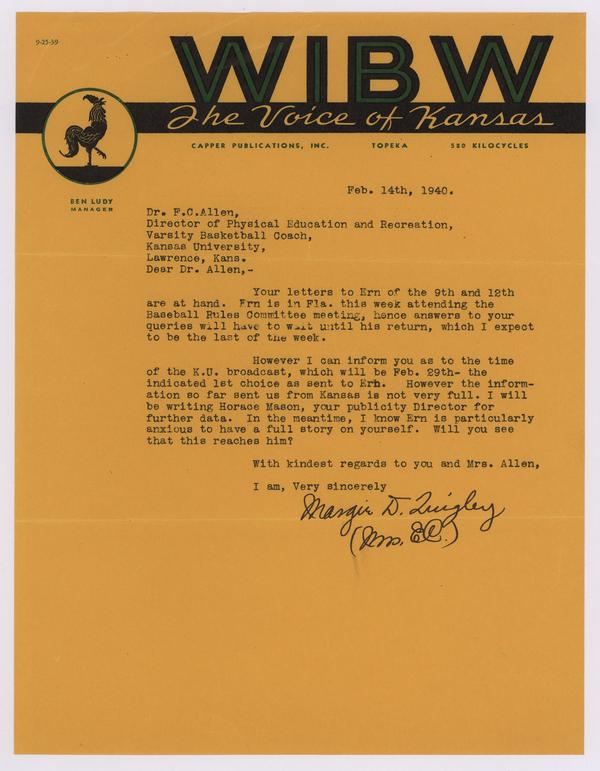 9-25-39
WIBW
The Voice of Kansas
CAPPER PUBLICATIONS, INC. TOPEKA 580 KILOCYCLES
BEN LUDY
MANAGER
Feb. 14th, 1940.
Dr. F.C.Allen,
Director of Physical Education and Recreation,
Varsity Basketball Coach,
Kansas University,
Lawrence, Kans.
Dear Dr. Allen,-
Your letters to Ern of the 9th and 12th
are at hand. Ern is in Fla. this week attending the
Baseball Rules Committee meeting, hence answers to your
queries will have to wait until his return, which I expect
to be the last of the week.
However I can inform you as to the time
of the K.U. broadcast, which will be Feb. 29th- the
indicated 1st choice as sent to Ern. However the inform-
ation so far sent us from Kansas is not very full. I will
be writing Horace Mason, your publicity Director for
further data. In the meantime, I know Ern is particularly
anxious to have a full story on yourself. Will you see
that this reaches him?
With kindest regards to you and Mrs. Allen,
I am, Very sincerely
Margie D. Quigley
(Mrs. EC.)